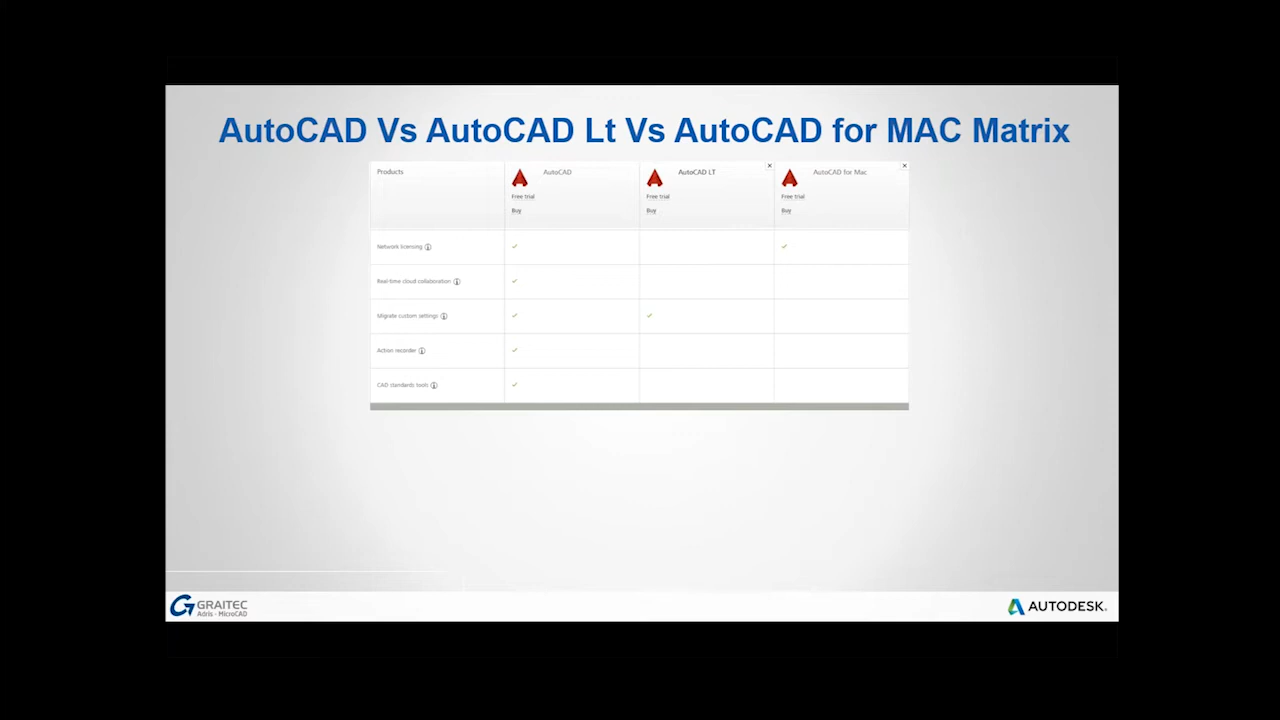 AutoCAD Vs AutoCAD Lt Vs AutoCAD for MAC Matrix
Products AutoCAD AutoCAD LT AutoCAD for Mac
Free trial Free trial Free trial
Buy Buy Buy
Network licensing
Real-time cloud collaboration
Migrate custom settings
Action recorder
CAD standards tools
GRAITEC AUTODESK.
Adris - MicroCAD